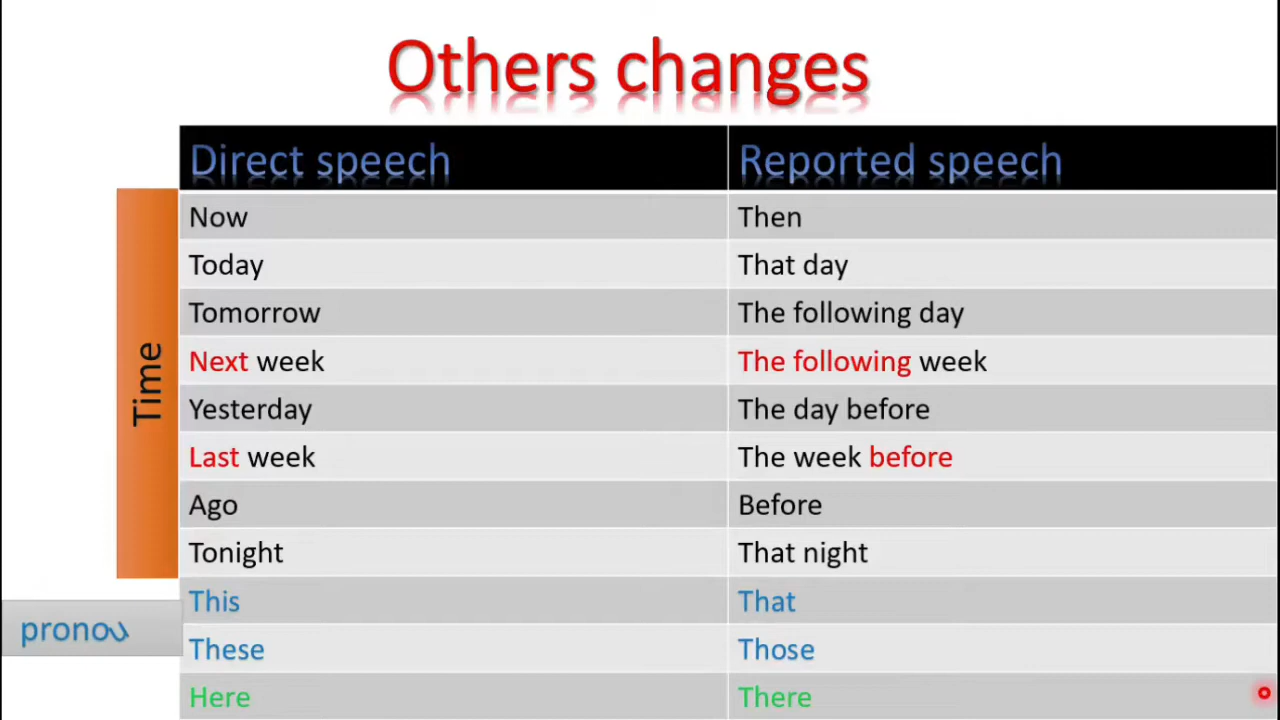 Others changes
Direct speech Reported speech
Now Then
Today That day
Tomorrow The following day
Next week The following week
Yesterday The day before
Last week The week before
Ago Before
Tonight That night
This That
These Those
Here There
Time